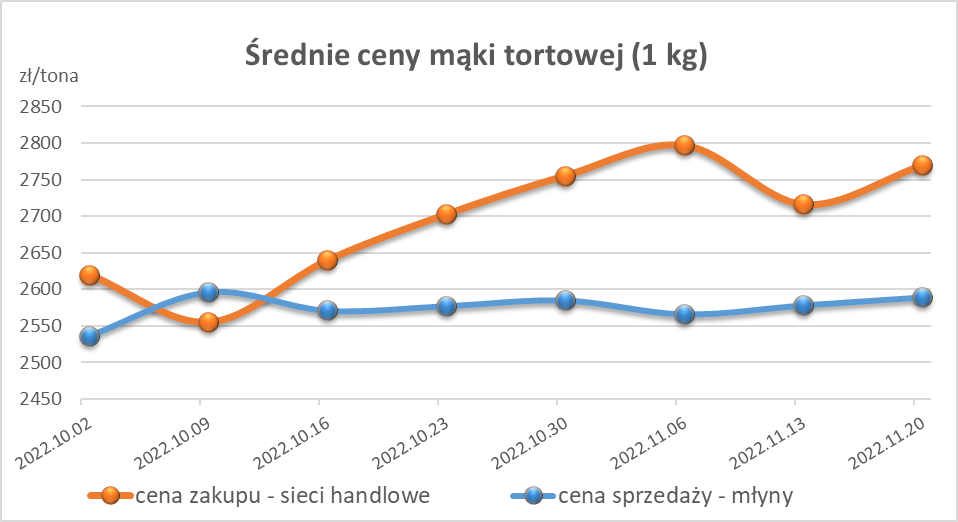 Średnie ceny mąki tortowej (1 kg)
zł/tona
2850
2800
2750
2700
2650
2600
2550
2500
2450
2022.10.02 2022.10.09 2022.10.16 2022.10.23 2022.10.30 2022.11.06 2022.11.13 2022.11.20
cena zakupu - sieci handlowe cena sprzedaży - młyny